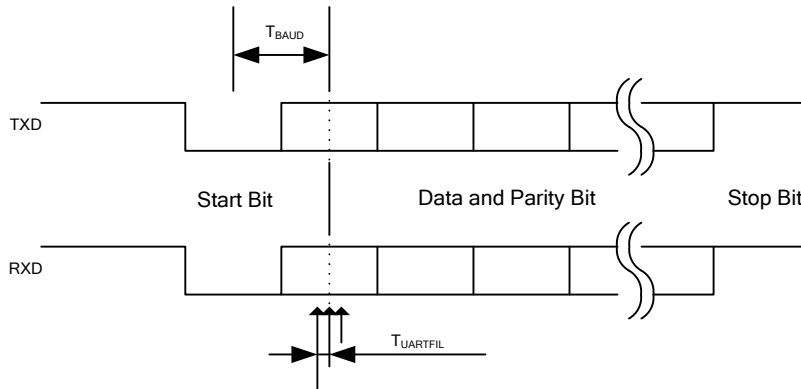 TBAUD
TXD
Start Bit
Data and Parity Bit
Stop Bit
RXD
TUARTFIL